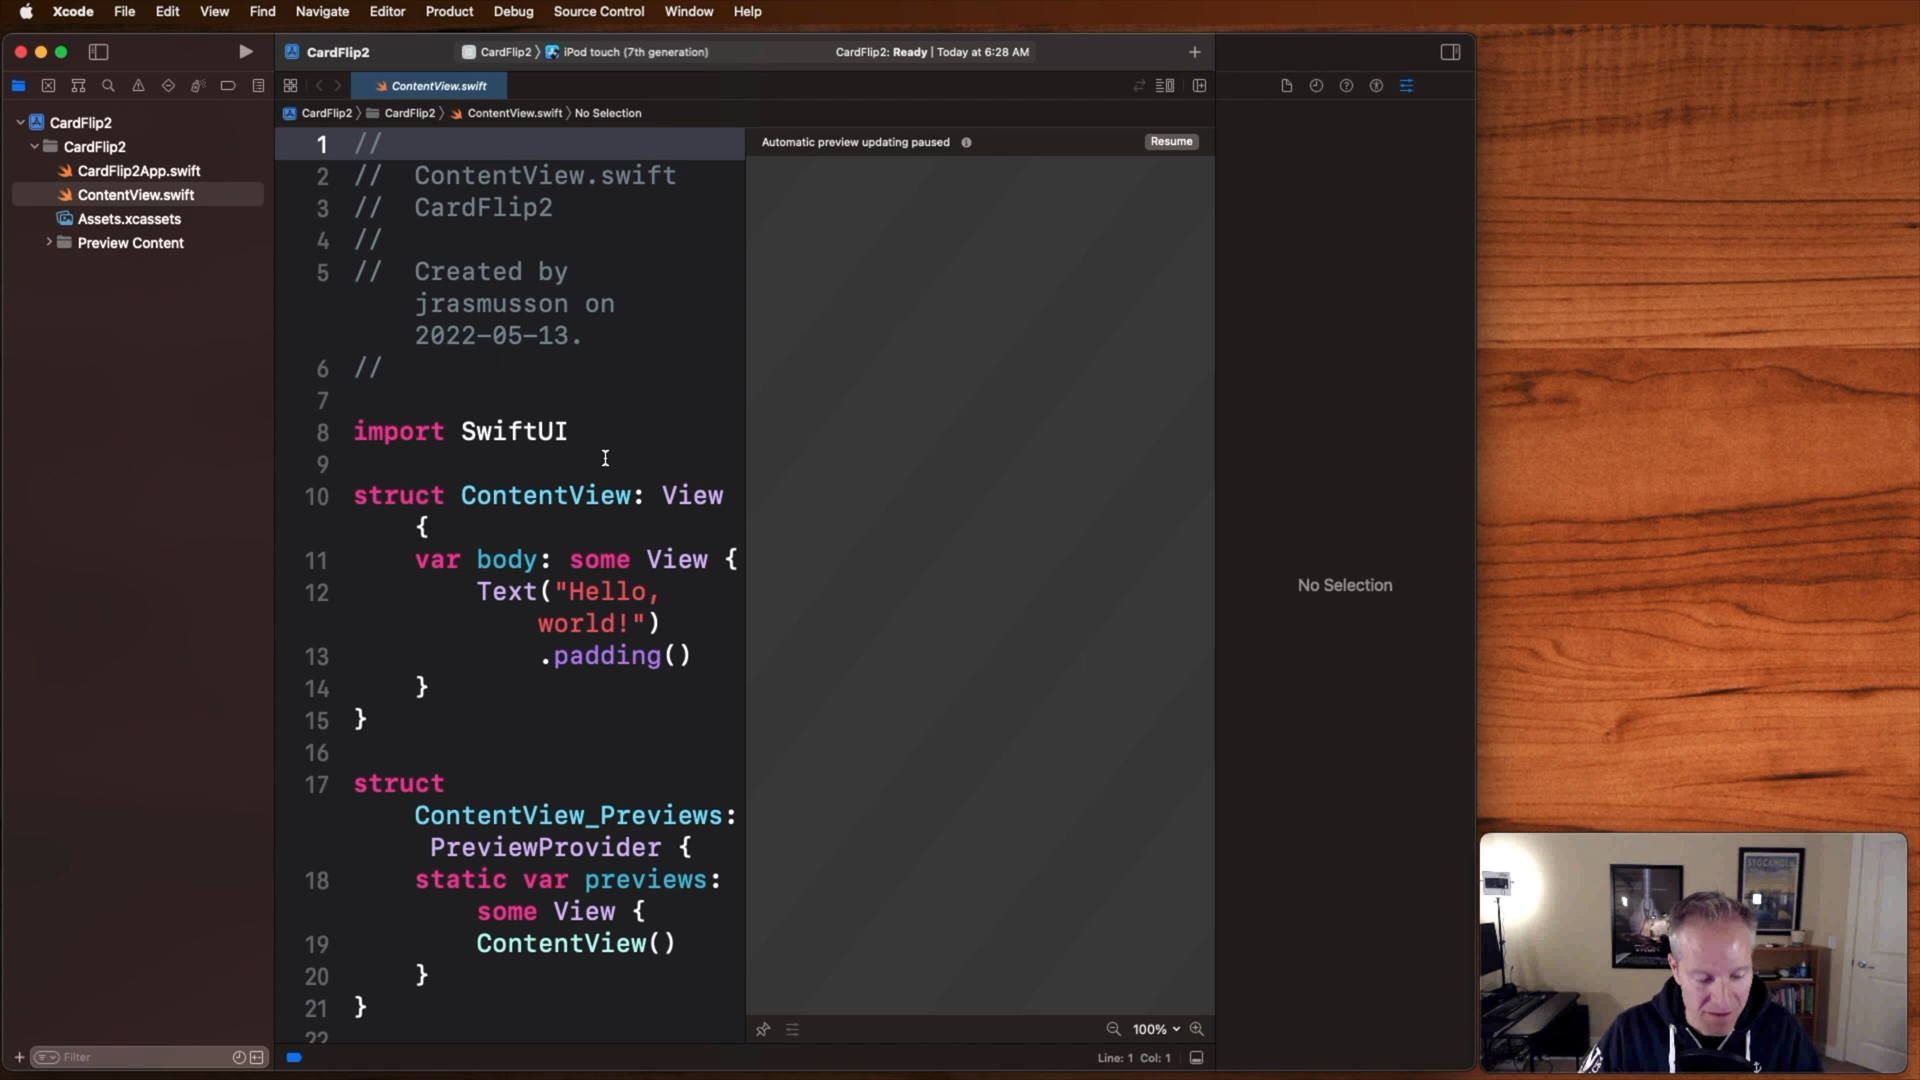 Xcode File Edit View Find Navigate Editor Product Debug Source Control Window Help
CardFlip2
CardFlip2 iPod touch (7th generation)
CardFlip2: Ready | Today at 6:28 AM
ContentView.swift
CardFlip2 CardFlip2 ContentView.swift No Selection
CardFlip2
CardFlip2
CardFlip2App.swift
ContentView.swift
Assets.xcassets
Preview Content
Filter
1 //
2 // ContentView.swift
3 // CardFlip2
4 //
5 // Created by
jrasmusson on
2022-05-13.
6 //
7
8 import SwiftUI
9
10 struct ContentView: View
{
11 var body: some View {
12 Text("Hello,
world!")
13 .padding()
14 }
15 }
16
17 struct
ContentView_Previews:
PreviewProvider {
18 static var previews:
some View {
19 ContentView()
20 }
21 }
22
Automatic preview updating paused
Resume
100%
Line: 1 Col: 1
No Selection
STOCKHOLM